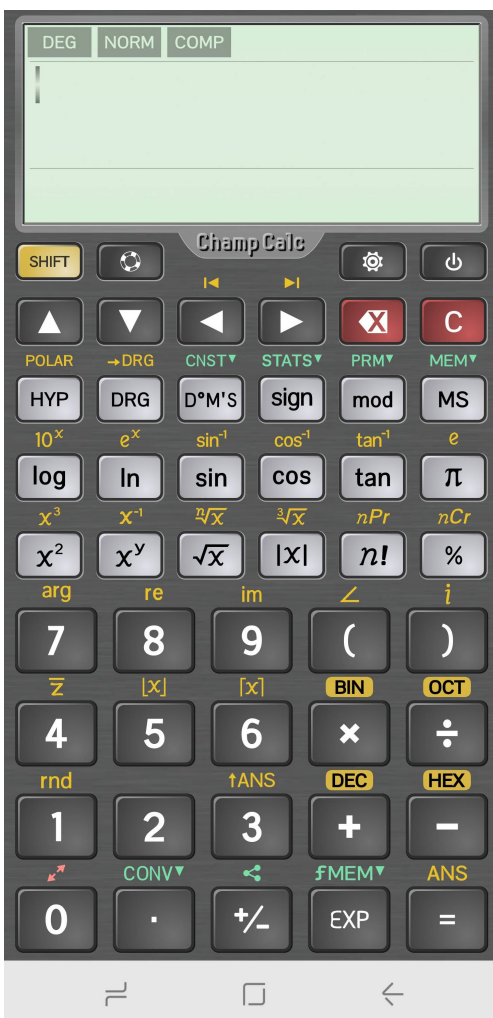 DEG NORM COMP
Champ Calc
SHIFT
C
POLAR →DRG CNST▼ STATS▼ PRM▼ MEM▼
HYP DRG D°M'S sign mod MS
10ˣ eˣ sin⁻¹ cos⁻¹ tan⁻¹ e
log ln sin cos tan π
x³ x⁻¹ ⁿ√x ³√x nPr nCr
x² xʸ √x |x| n! %
arg re im ∠ i
7 8 9 ( )
z̅ ⌊x⌋ ⌈x⌉ BIN OCT
4 5 6 × ÷
rnd ↑ANS DEC HEX
1 2 3 + −
CONV▼ fMEM▼ ANS
0 . +/− EXP =